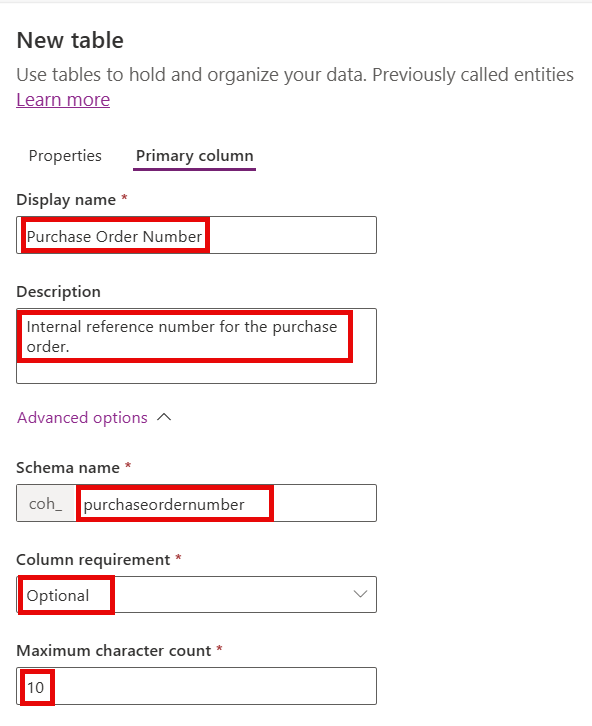 New table
Use tables to hold and organize your data. Previously called entities
Learn more
Properties
Primary column
Display name *
Purchase Order Number
Description
Internal reference number for the purchase
order.
Advanced options
Schema name *
coh_ purchaseordernumber
Column requirement *
Optional
Maximum character count *
10